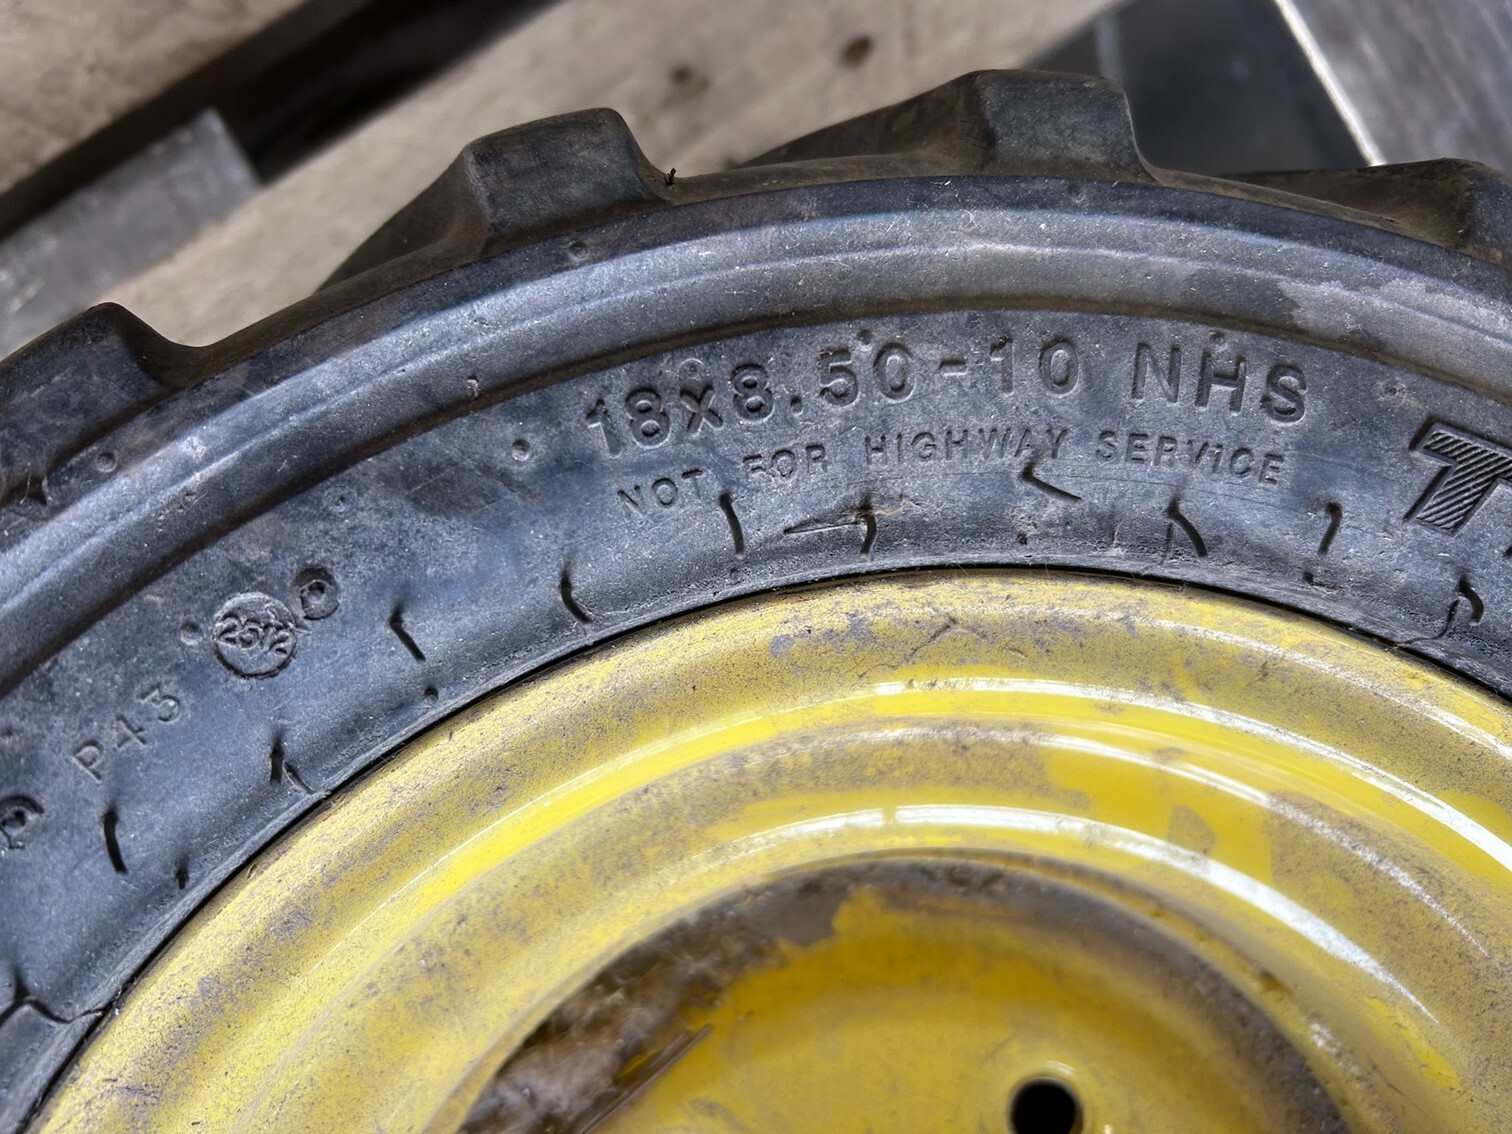 18x8.50-10 NHS
NOT FOR HIGHWAY SERVICE
P43
2512